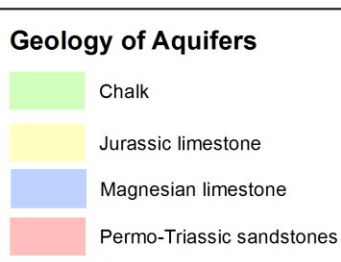 Geology of Aquifers
Chalk
Jurassic limestone
Magnesian limestone
Permo-Triassic sandstones